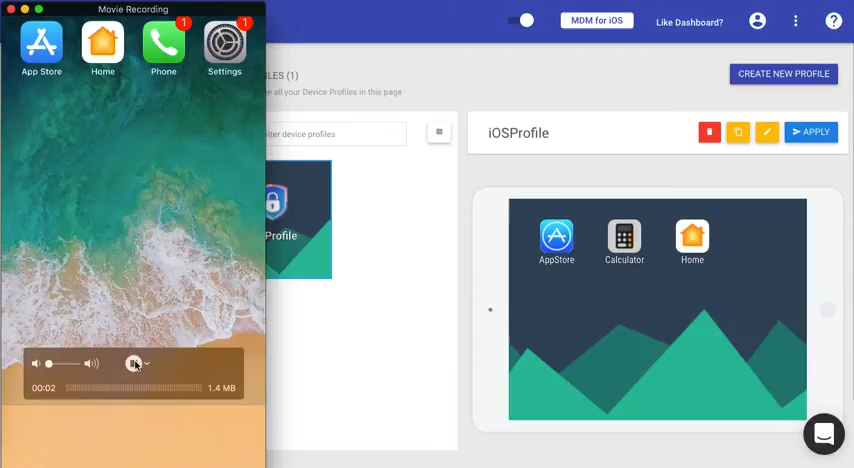 Movie Recording
1
1
App Store
Home
Phone
Settings
00:02
1.4 MB
MDM for iOS
Like Dashboard?
?
LES (1)
e all your Device Profiles in this page
CREATE NEW PROFILE
lter device profiles
Profile
iOSProfile
APPLY
AppStore
Calculator
Home